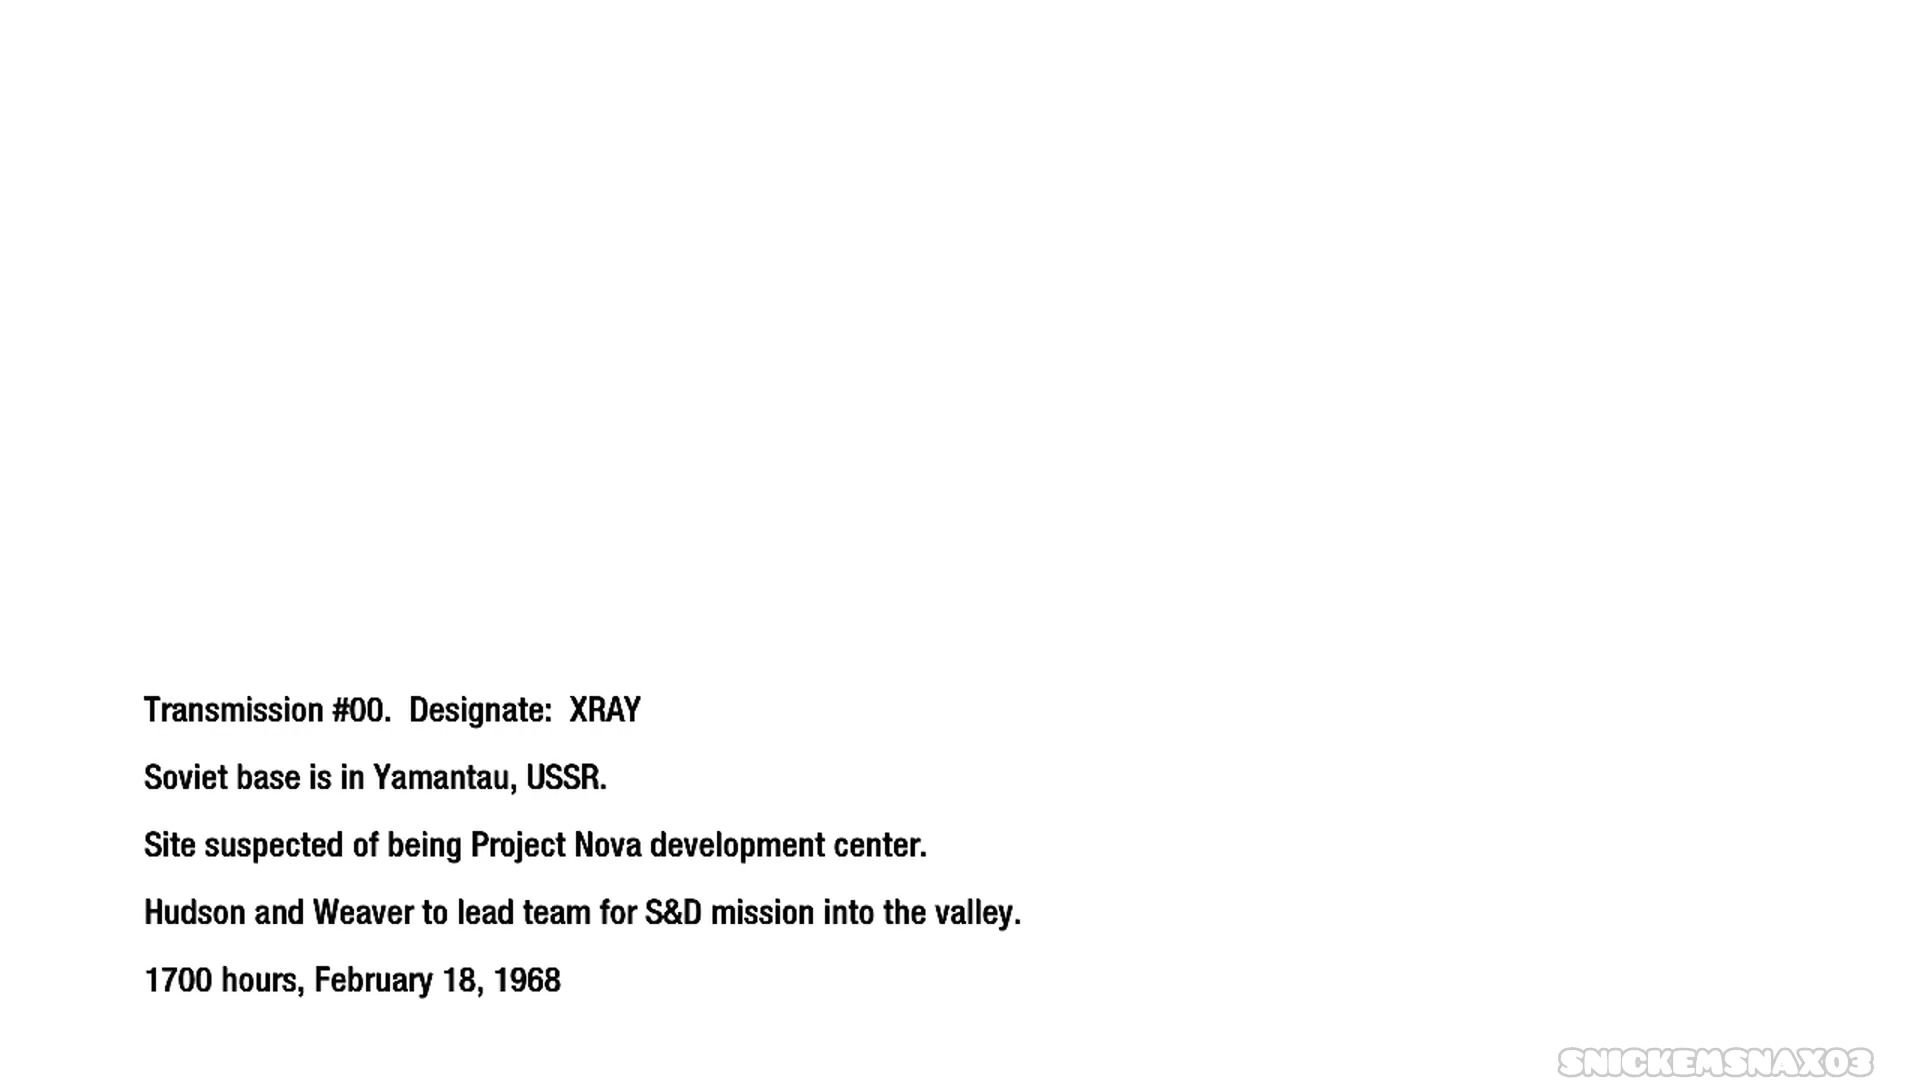 Transmission #00.  Designate:  XRAY
Soviet base is in Yamantau, USSR.
Site suspected of being Project Nova development center.
Hudson and Weaver to lead team for S&D mission into the valley.
1700 hours, February 18, 1968
SNICKEMSNAX03